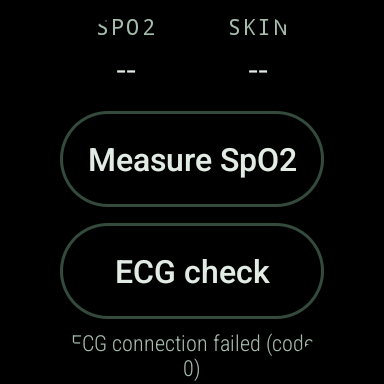 SPO2 SKIN
-- --
Measure SpO2
ECG check
ECG connection failed (code
0)